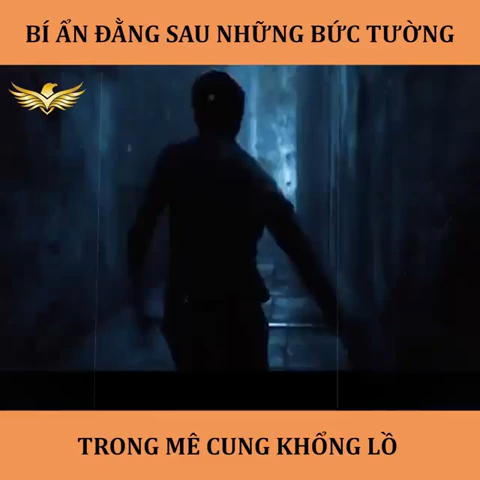 BÍ ẨN ĐẰNG SAU NHỮNG BỨC TƯỜNG
TRONG MÊ CUNG KHỔNG LỒ